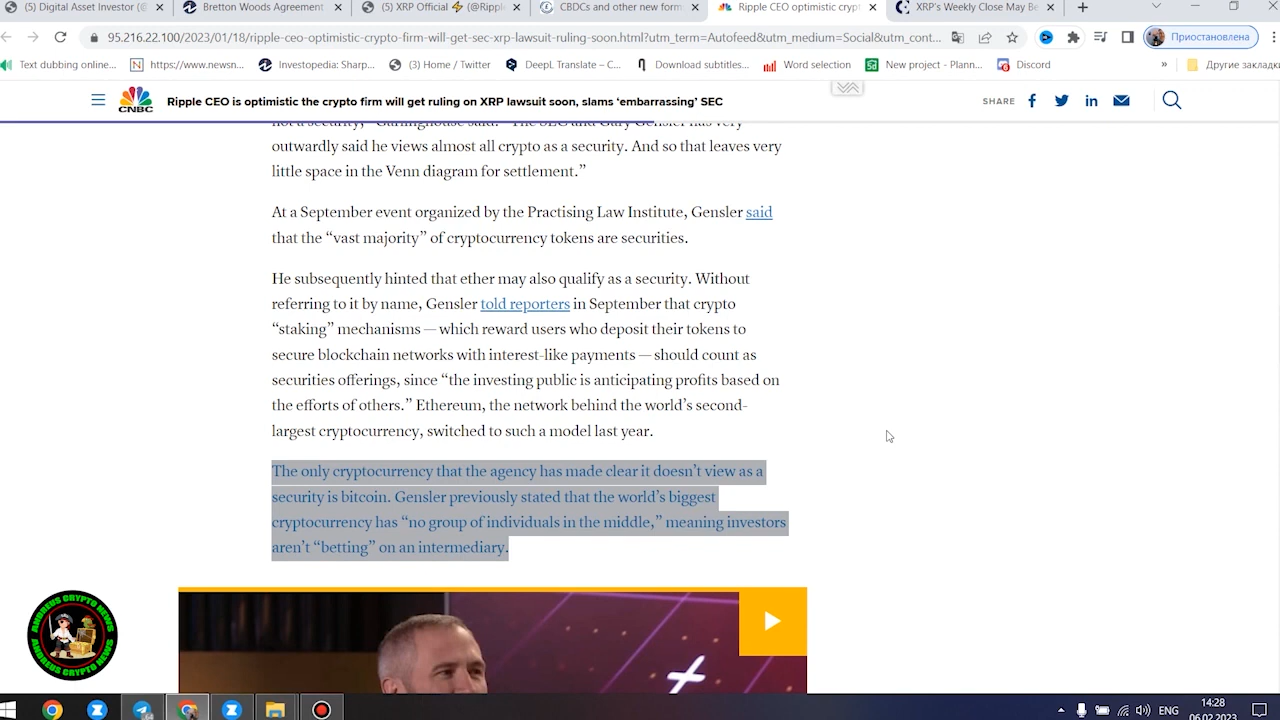 (5) Digital Asset Investor (@
Bretton Woods Agreement
(5) XRP Official ⚡ (@Ripple
CBDCs and other new form
Ripple CEO optimistic crypt
XRP's Weekly Close May Be
95.216.22.100/2023/01/18/ripple-ceo-optimistic-crypto-firm-will-get-sec-xrp-lawsuit-ruling-soon.html?utm_term=Autofeed&utm_medium=Social&utm_cont...
Приостановлена
Text dubbing online...
https://www.newsn...
Investopedia: Sharp...
(3) Home / Twitter
DeepL Translate – C...
Download subtitles...
Word selection
New project - Plann...
Discord
»
Другие закладки
CNBC
Ripple CEO is optimistic the crypto firm will get ruling on XRP lawsuit soon, slams ‘embarrassing’ SEC
SHARE
not a security,” Garlinghouse said. “The SEC and Gary Gensler has very
outwardly said he views almost all crypto as a security. And so that leaves very
little space in the Venn diagram for settlement.”
At a September event organized by the Practising Law Institute, Gensler said
that the “vast majority” of cryptocurrency tokens are securities.
He subsequently hinted that ether may also qualify as a security. Without
referring to it by name, Gensler told reporters in September that crypto
“staking” mechanisms — which reward users who deposit their tokens to
secure blockchain networks with interest-like payments — should count as
securities offerings, since “the investing public is anticipating profits based on
the efforts of others.” Ethereum, the network behind the world’s second-
largest cryptocurrency, switched to such a model last year.
The only cryptocurrency that the agency has made clear it doesn’t view as a
security is bitcoin. Gensler previously stated that the world’s biggest
cryptocurrency has “no group of individuals in the middle,” meaning investors
aren’t “betting” on an intermediary.
ANDREUS CRYPTO NEWS
ANDREUS CRYPTO NEWS
ENG
14:28
06.02.2023